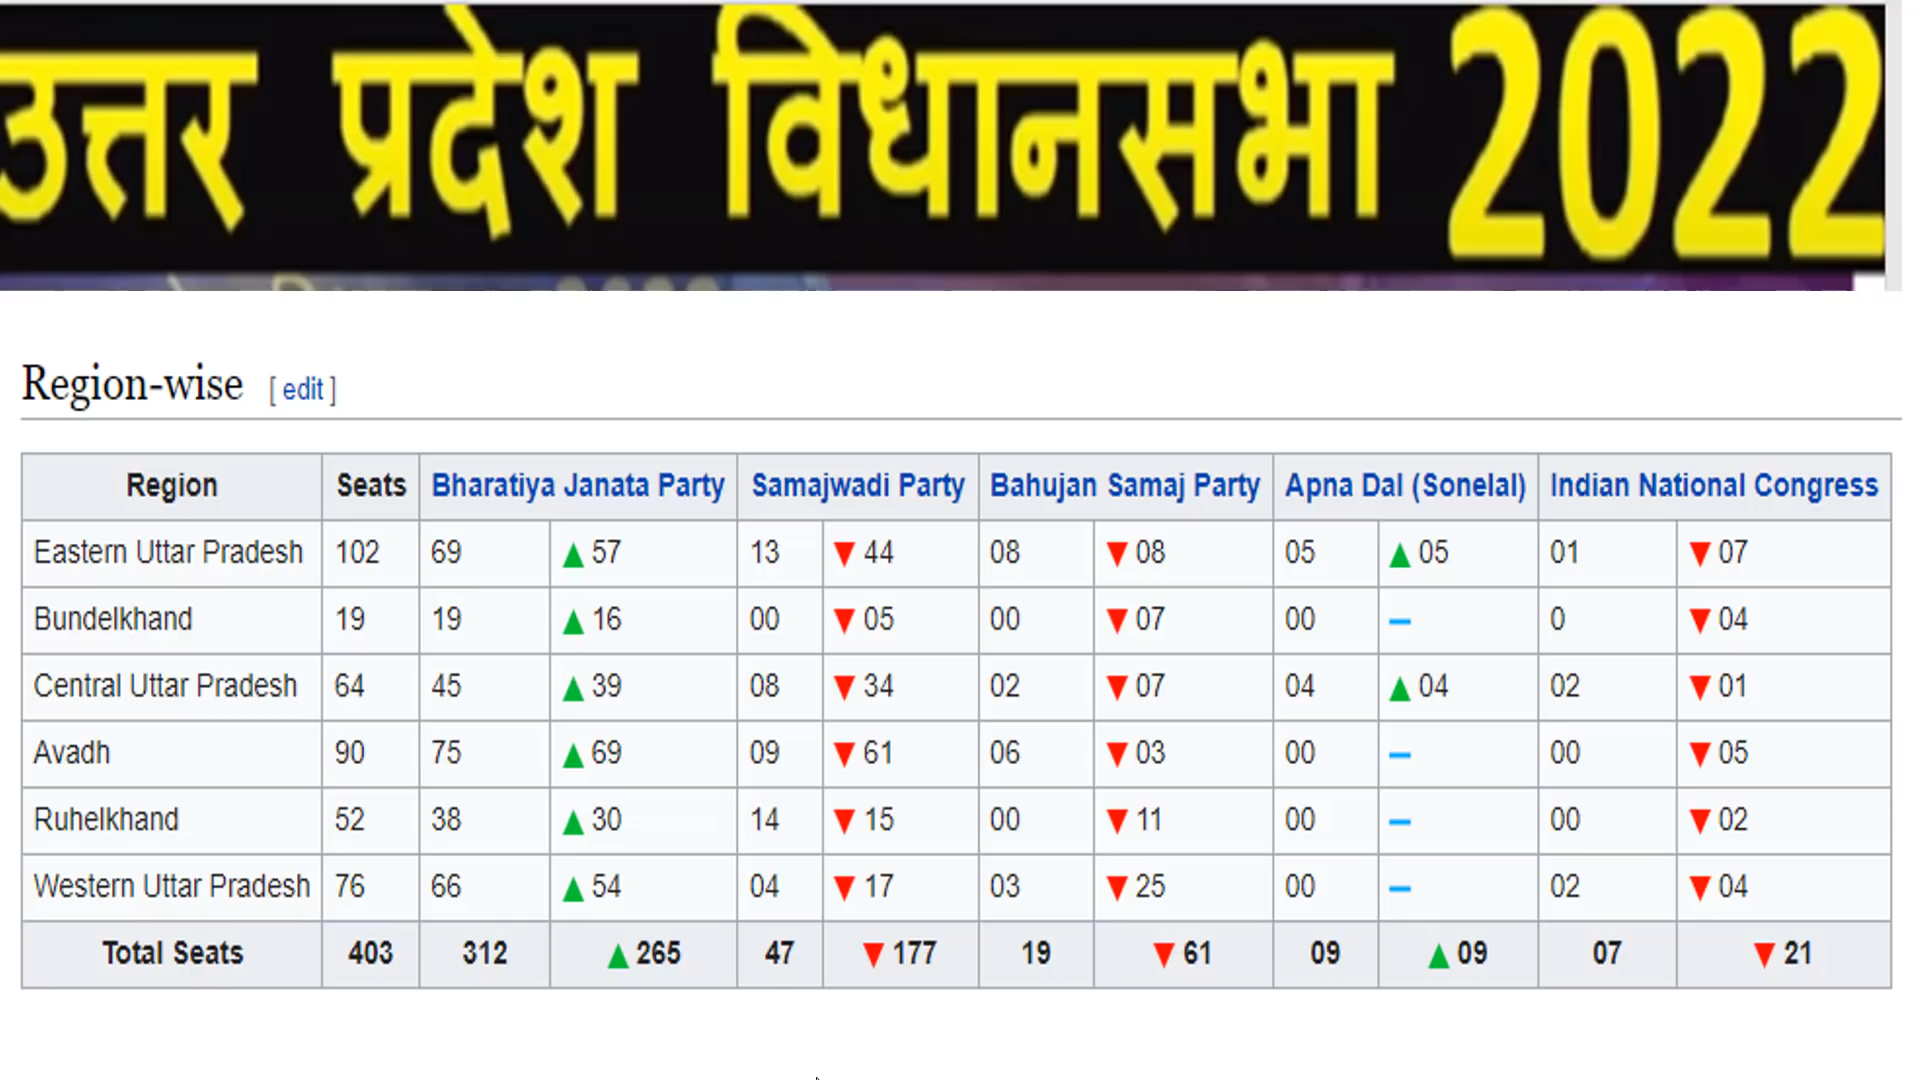 उत्तर प्रदेश विधानसभा 2022
Region-wise [ edit ]
Region Seats Bharatiya Janata Party Samajwadi Party Bahujan Samaj Party Apna Dal (Sonelal) Indian National Congress
Eastern Uttar Pradesh 102 69 ▲ 57 13 ▼ 44 08 ▼ 08 05 ▲ 05 01 ▼ 07
Bundelkhand 19 19 ▲ 16 00 ▼ 05 00 ▼ 07 00 – 0 ▼ 04
Central Uttar Pradesh 64 45 ▲ 39 08 ▼ 34 02 ▼ 07 04 ▲ 04 02 ▼ 01
Avadh 90 75 ▲ 69 09 ▼ 61 06 ▼ 03 00 – 00 ▼ 05
Ruhelkhand 52 38 ▲ 30 14 ▼ 15 00 ▼ 11 00 – 00 ▼ 02
Western Uttar Pradesh 76 66 ▲ 54 04 ▼ 17 03 ▼ 25 00 – 02 ▼ 04
Total Seats 403 312 ▲ 265 47 ▼ 177 19 ▼ 61 09 ▲ 09 07 ▼ 21